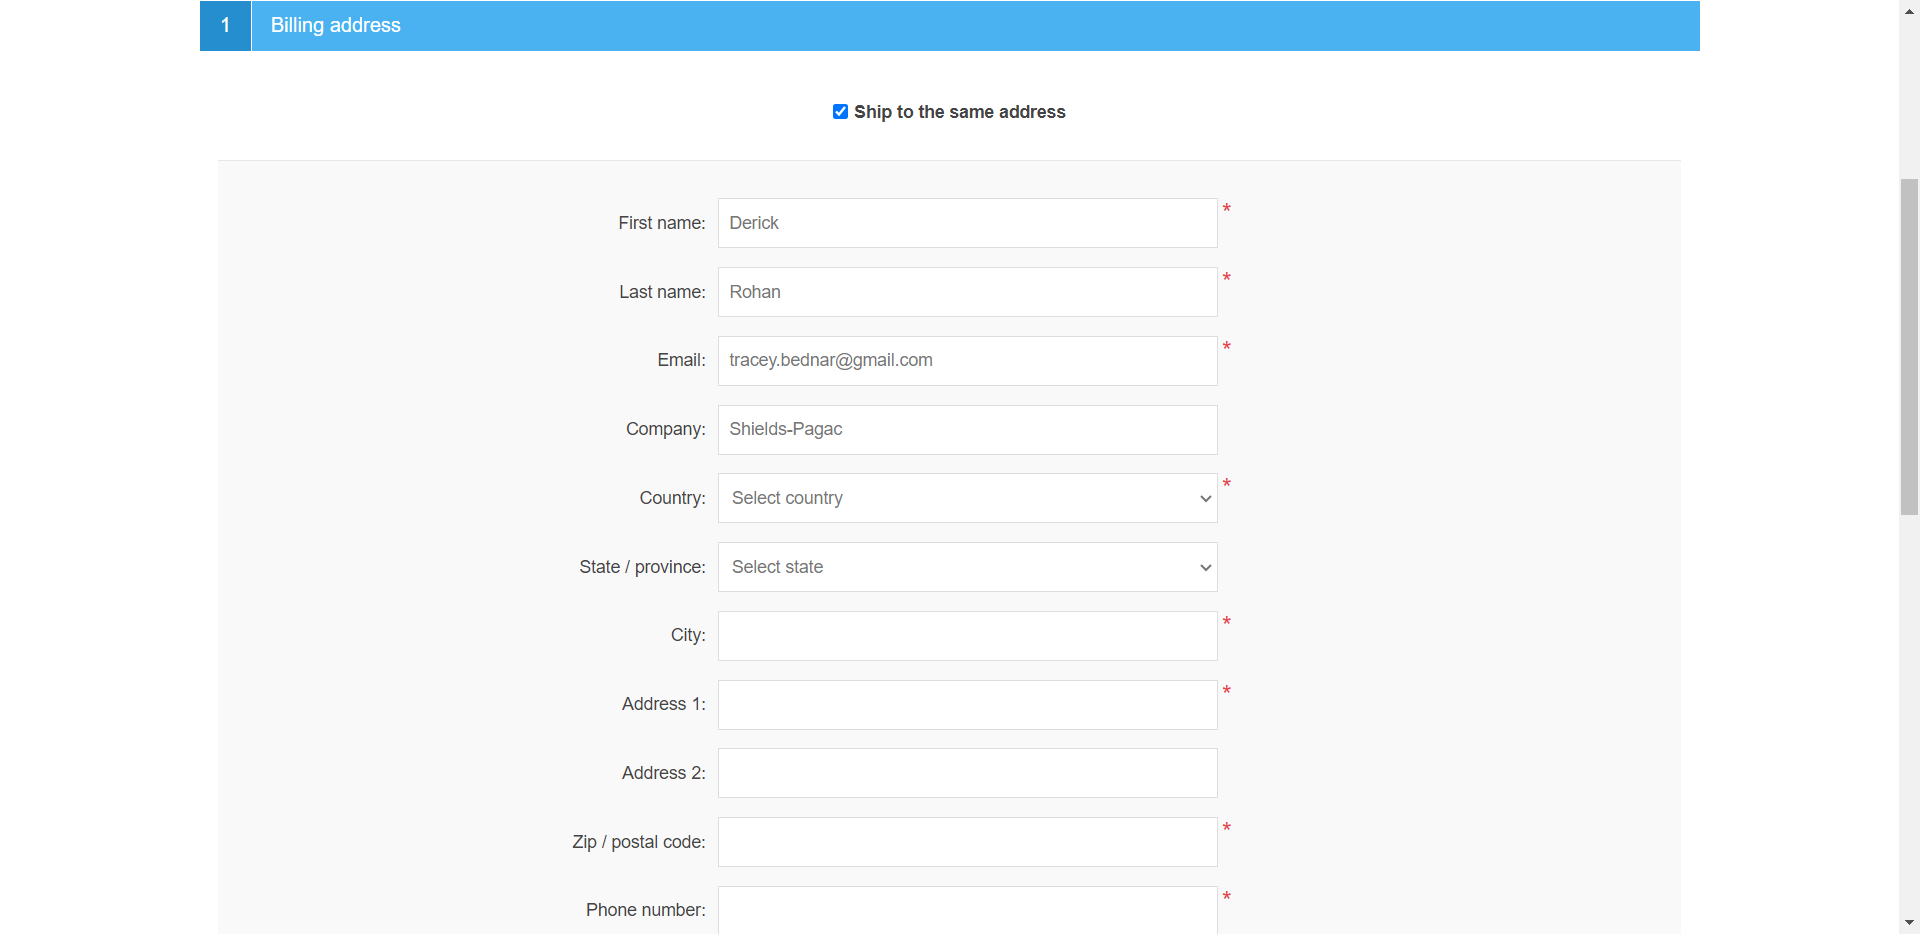 1 Billing address
Ship to the same address
First name: Derick *
Last name: Rohan *
Email: tracey.bednar@gmail.com *
Company: Shields-Pagac
Country: Select country *
State / province: Select state
City: *
Address 1: *
Address 2:
Zip / postal code: *
Phone number: *